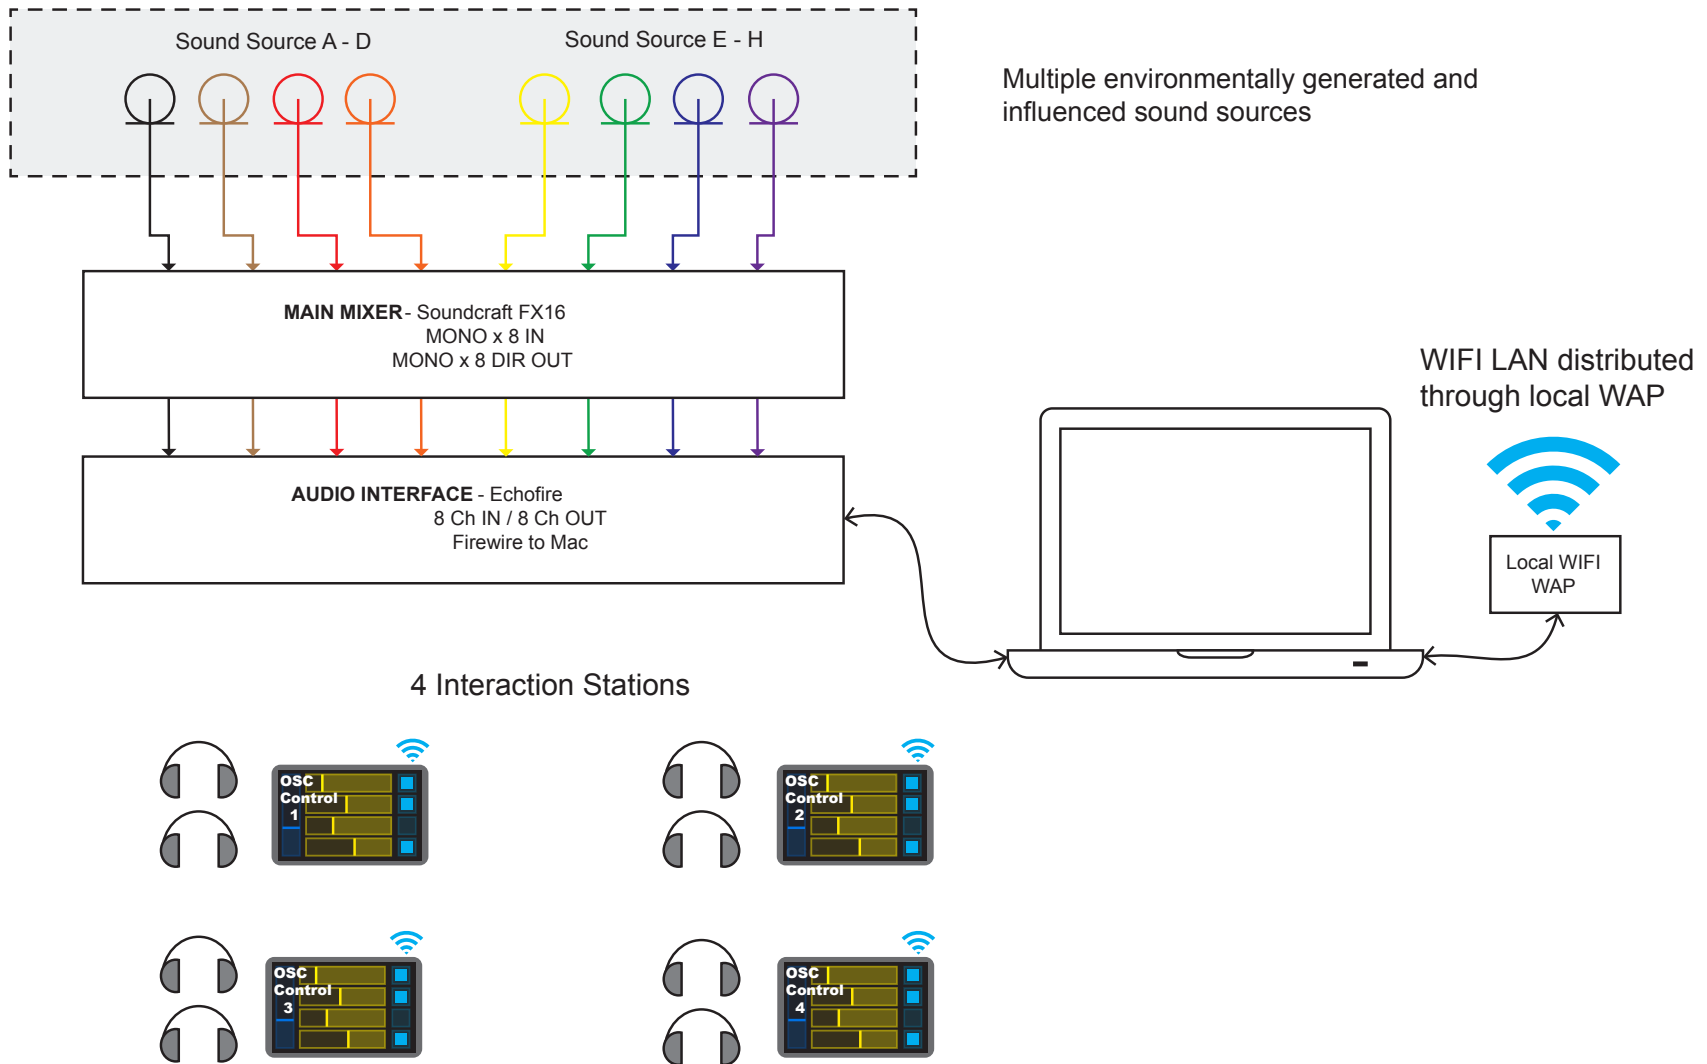 Sound Source A - D
Sound Source E - H
Multiple environmentally generated and
influenced sound sources
MAIN MIXER - Soundcraft FX16
MONO x 8 IN
MONO x 8 DIR OUT
WIFI LAN distributed
through local WAP
AUDIO INTERFACE - Echofire
8 Ch IN / 8 Ch OUT
Firewire to Mac
Local WIFI
WAP
4 Interaction Stations
OSC
Control
1
OSC
Control
2
OSC
Control
3
OSC
Control
4